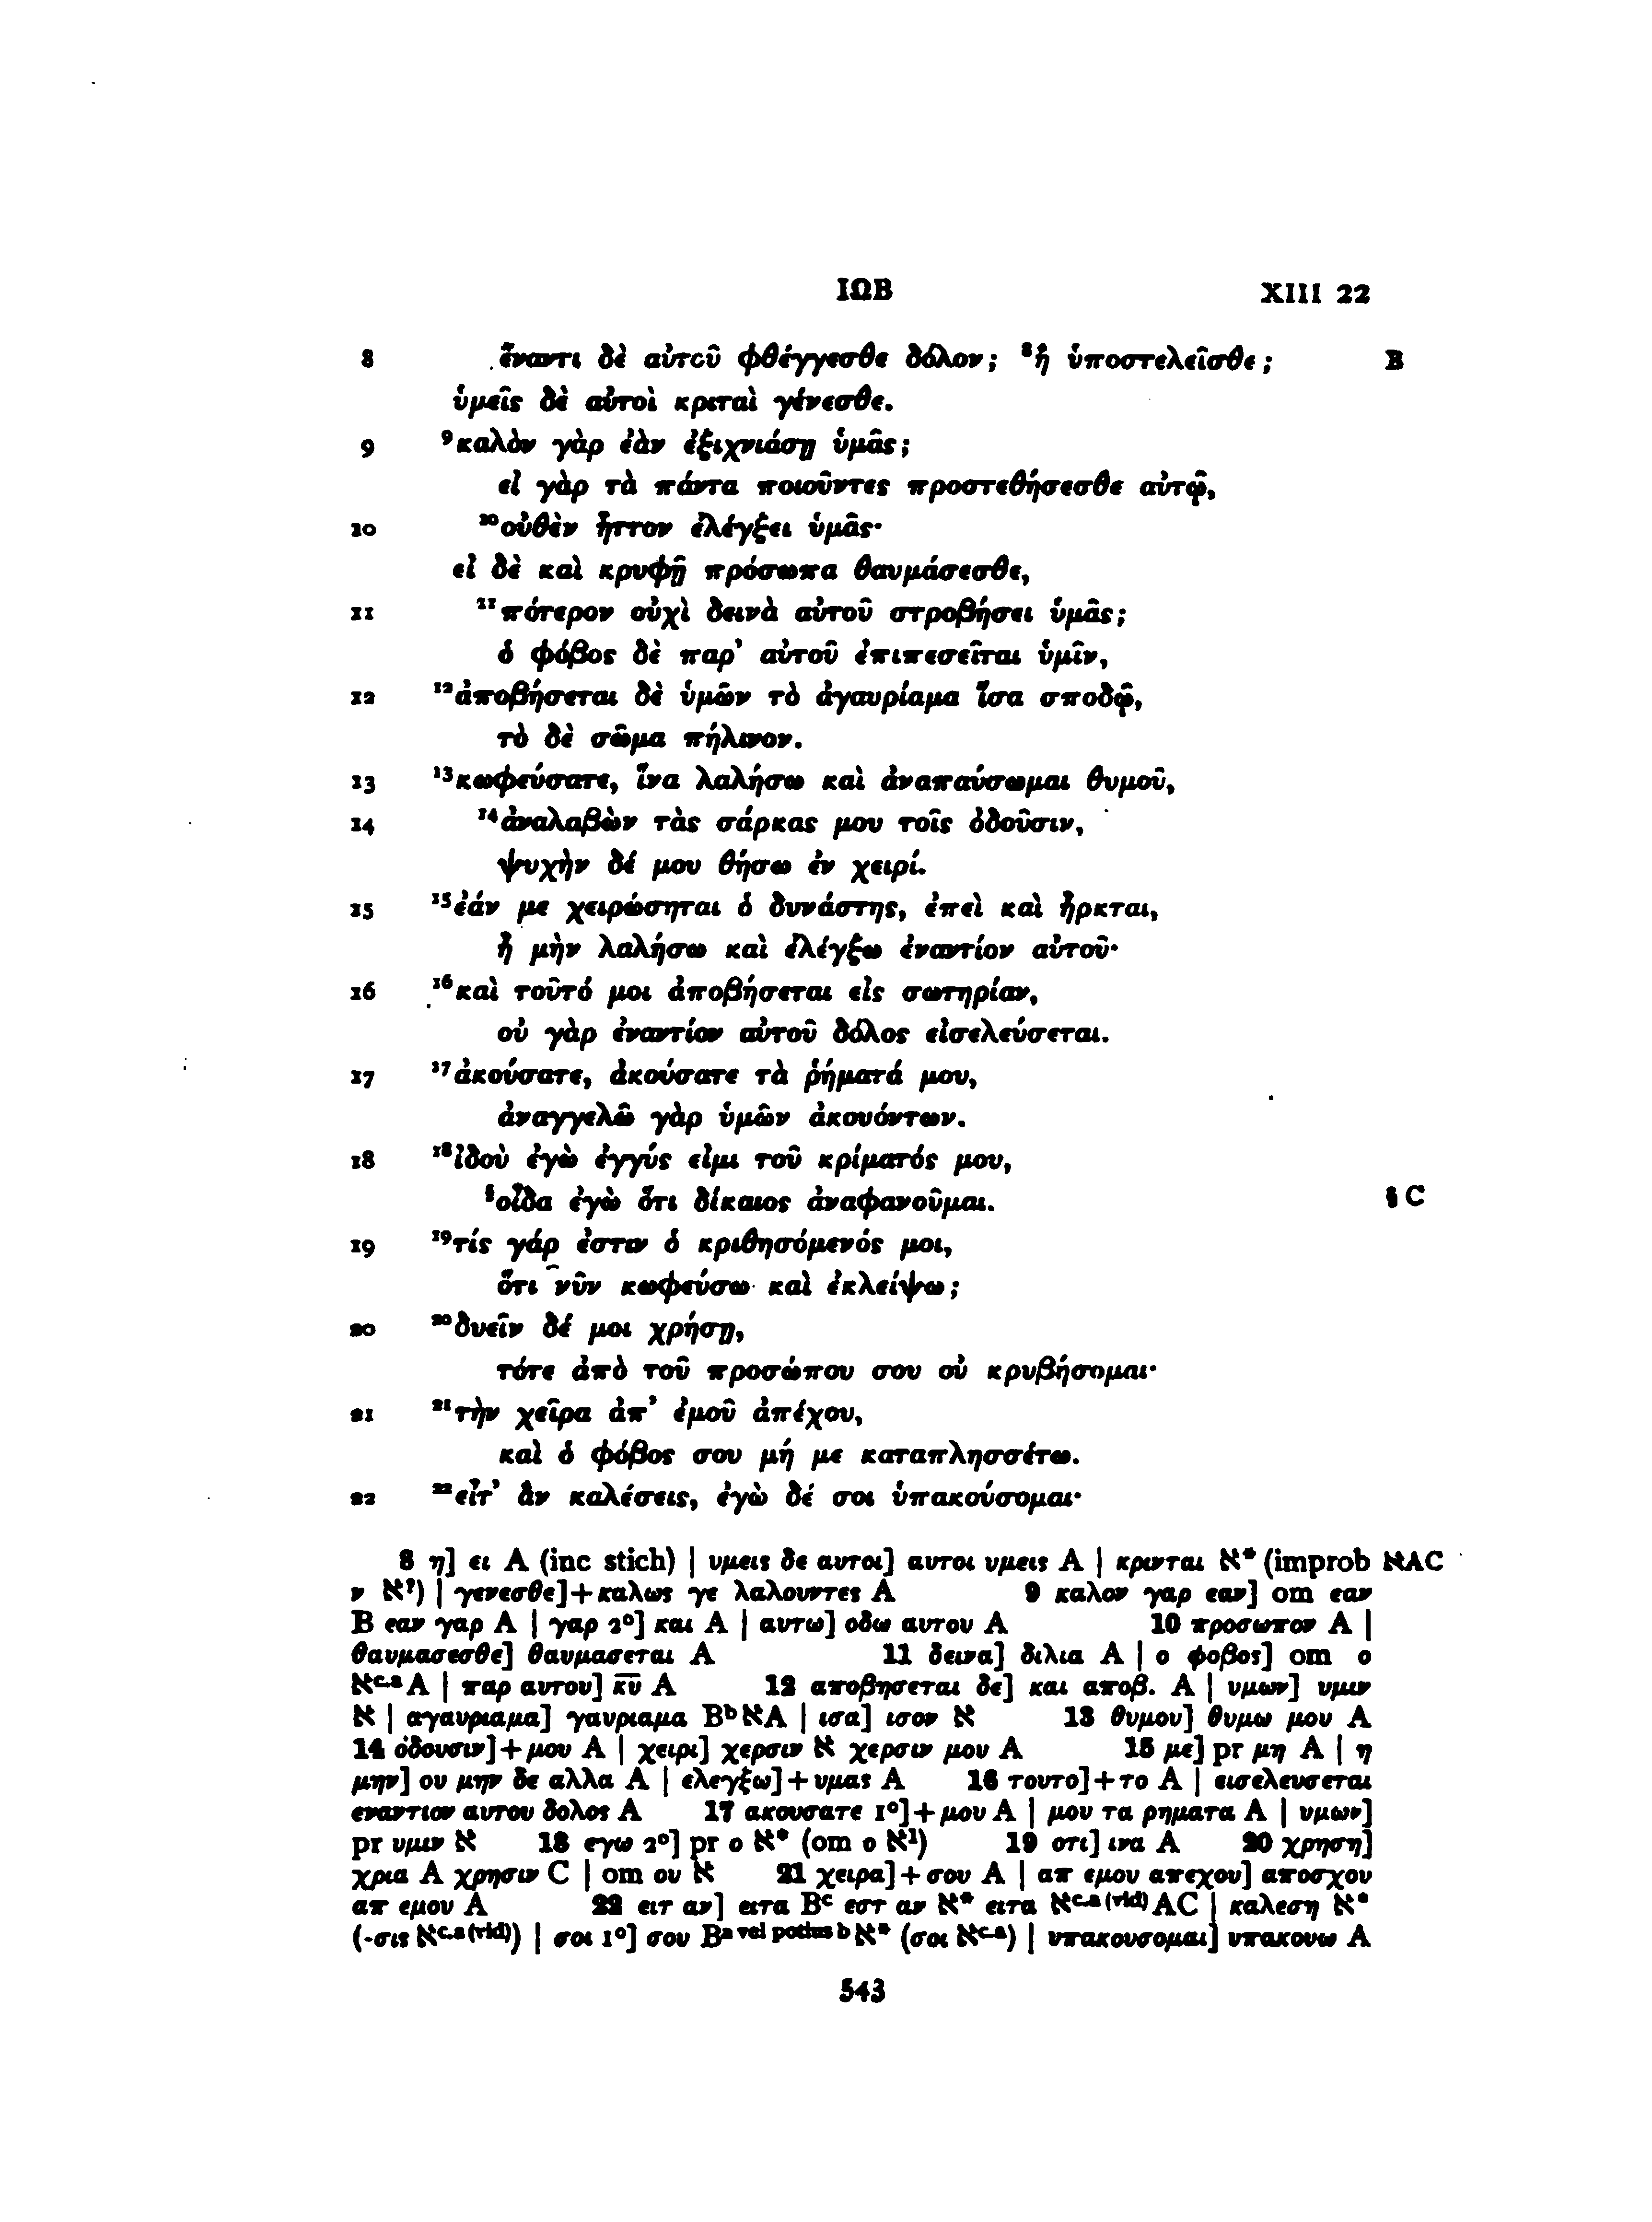 ΙΩΒ XIII 22
8 ἔναντι δὲ αὐτοῦ φθέγγεσθε δόλον; ⁸ἢ ὑποστελεῖσθε; B
ὑμεῖς δὲ αὐτοὶ κριταὶ γένεσθε.
9 ⁹καλὸν γὰρ ἐὰν ἐξιχνιάσῃ ὑμᾶς;
εἰ γὰρ τὰ πάντα ποιοῦντες προστεθήσεσθε αὐτῷ,
10 ¹⁰οὐθὲν ἧττον ἐλέγξει ὑμᾶς·
εἰ δὲ καὶ κρυφῇ πρόσωπα θαυμάσεσθε,
11 ¹¹πότερον οὐχὶ δεινὰ αὐτοῦ στροβήσει ὑμᾶς;
ὁ φόβος δὲ παρ’ αὐτοῦ ἐπιπεσεῖται ὑμῖν,
12 ¹²ἀποβήσεται δὲ ὑμῶν τὸ ἀγαυρίαμα ἴσα σποδῷ,
τὸ δὲ σῶμα πήλινον.
13 ¹³κωφεύσατε, ἵνα λαλήσω καὶ ἀναπαύσωμαι θυμοῦ,
14 ¹⁴ἀναλαβὼν τὰς σάρκας μου τοῖς ὀδοῦσιν,
ψυχὴν δέ μου θήσω ἐν χειρί.
15 ¹⁵ἐάν με χειρώσηται ὁ δυνάστης, ἐπεὶ καὶ ἦρκται,
ἦ μὴν λαλήσω καὶ ἐλέγξω ἐναντίον αὐτοῦ·
16 ¹⁶καὶ τοῦτό μοι ἀποβήσεται εἰς σωτηρίαν,
οὐ γὰρ ἐναντίον αὐτοῦ δόλος εἰσελεύσεται.
17 ¹⁷ἀκούσατε, ἀκούσατε τὰ ῥήματά μου,
ἀναγγελῶ γὰρ ὑμῶν ἀκουόντων.
18 ¹⁸ἰδοὺ ἐγὼ ἐγγύς εἰμι τοῦ κρίματός μου,
§οἶδα ἐγὼ ὅτι δίκαιος ἀναφανοῦμαι. § C
19 ¹⁹τίς γάρ ἐστιν ὁ κριθησόμενός μοι,
ὅτι νῦν κωφεύσω καὶ ἐκλείψω;
20 ²⁰δυεῖν δέ μοι χρήσῃ,
τότε ἀπὸ τοῦ προσώπου σου οὐ κρυβήσομαι·
21 ²¹τὴν χεῖρα ἀπ’ ἐμοῦ ἀπέχου,
καὶ ὁ φόβος σου μή με καταπλησσέτω.
22 ²²εἶτ’ ἂν καλέσεις, ἐγὼ δέ σοι ὑπακούσομαι·
8 η] ει A (inc stich) | υμεις δε αυτοι] αυτοι υμεις A | κρινται ℵ* (improb ℵAC
ν ℵ?) | γενεσθε]+καλως γε λαλουντες A 9 καλον γαρ εαν] om εαν
B εαν γαρ A | γαρ 2°] και A | αυτω] οδω αυτου A 10 προσωπον A |
θαυμασεσθε] θαυμασεται A 11 δεινα] διλια A | ο φοβος] om ο
ℵc.a A | παρ αυτου] κ̅υ̅ A 12 αποβησεται δε] και αποβ. A | υμων] υμιν
ℵ | αγαυριαμα] γαυριαμα BbℵA | ισα] ισον ℵ 13 θυμου] θυμω μου A
14 οδουσιν]+μου A | χειρι] χερσιν ℵ χερσιν μου A 15 με] pr μη A | η
μην] ου μην δε αλλα A | ελεγξω]+υμας A 16 τουτο]+το A | εισελευσεται
εναντιον αυτου δολος A 17 ακουσατε 1°]+μου A | μου τα ρηματα A | υμων]
pr υμιν ℵ 18 εγω 2°] pr ο ℵ* (om ο ℵ1) 19 οτι] ινα A 20 χρηση]
χρια A χρησιν C | om ου ℵ 21 χειρα]+σου A | απ εμου απεχου] αποσχου
απ εμου A 22 ειτ αν] ειτα Bc εστ αν ℵ* ειτα ℵc.a (vid) AC | καλεση ℵ*
(-σις ℵc.a (vid)) | σοι 1°] σου Ba vel potius b ℵ* (σοι ℵc.a) | υπακουσομαι] υπακουω A
543